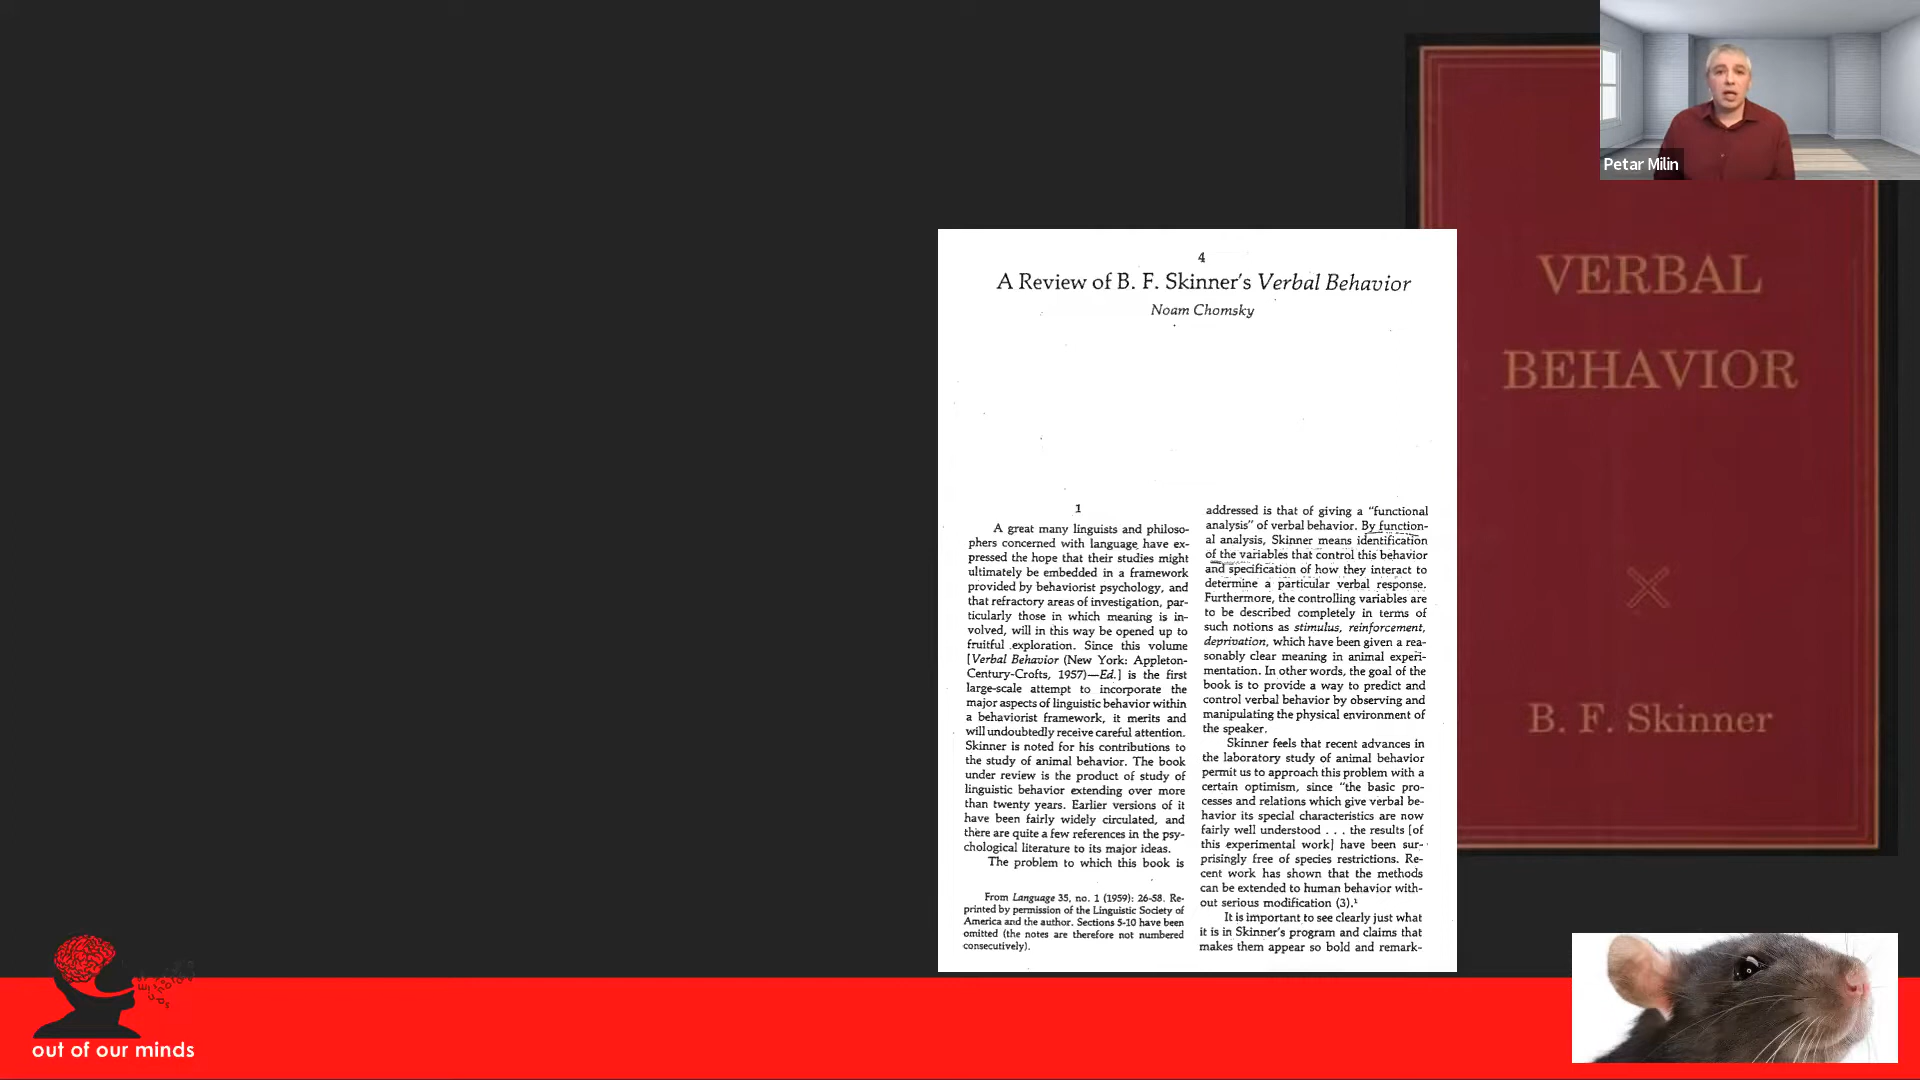 Petar Milin
VERBAL
BEHAVIOR
B. F. Skinner
4
A Review of B. F. Skinner's Verbal Behavior
Noam Chomsky
1
A great many linguists and philoso-
phers concerned with language have ex-
pressed the hope that their studies might
ultimately be embedded in a framework
provided by behaviorist psychology, and
that refractory areas of investigation, par-
ticularly those in which meaning is in-
volved, will in this way be opened up to
fruitful exploration. Since this volume
[Verbal Behavior (New York: Appleton-
Century-Crofts, 1957)—Ed.] is the first
large-scale attempt to incorporate the
major aspects of linguistic behavior within
a behaviorist framework, it merits and
will undoubtedly receive careful attention.
Skinner is noted for his contributions to
the study of animal behavior. The book
under review is the product of study of
linguistic behavior extending over more
than twenty years. Earlier versions of it
have been fairly widely circulated, and
there are quite a few references in the psy-
chological literature to its major ideas.
The problem to which this book is
From Language 35, no. 1 (1959): 26-58. Re-
printed by permission of the Linguistic Society of
America and the author. Sections 5-10 have been
omitted (the notes are therefore not numbered
consecutively).
addressed is that of giving a "functional
analysis" of verbal behavior. By function-
al analysis, Skinner means identification
of the variables that control this behavior
and specification of how they interact to
determine a particular verbal response.
Furthermore, the controlling variables are
to be described completely in terms of
such notions as stimulus, reinforcement,
deprivation, which have been given a rea-
sonably clear meaning in animal experi-
mentation. In other words, the goal of the
book is to provide a way to predict and
control verbal behavior by observing and
manipulating the physical environment of
the speaker.
Skinner feels that recent advances in
the laboratory study of animal behavior
permit us to approach this problem with a
certain optimism, since "the basic pro-
cesses and relations which give verbal be-
havior its special characteristics are now
fairly well understood . . . the results [of
this experimental work] have been sur-
prisingly free of species restrictions. Re-
cent work has shown that the methods
can be extended to human behavior with-
out serious modification (3).¹
It is important to see clearly just what
it is in Skinner's program and claims that
makes them appear so bold and remark-
out of our minds